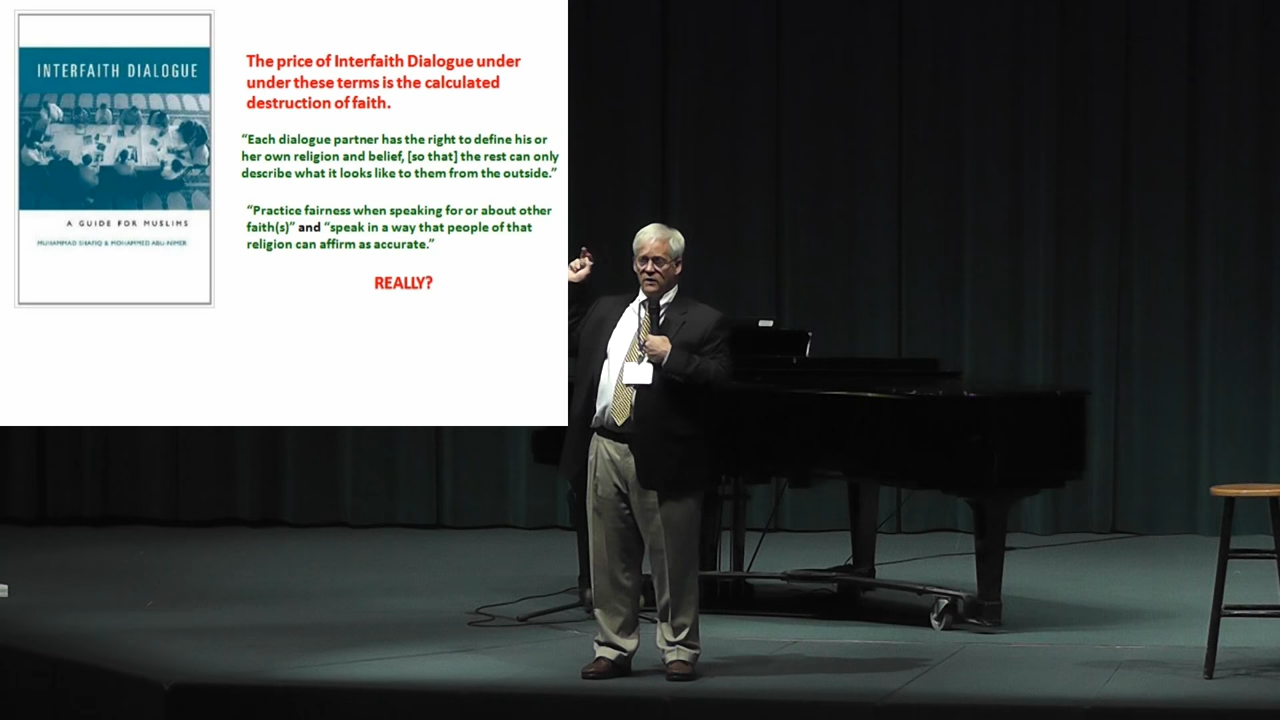 INTERFAITH DIALOGUE
A GUIDE FOR MUSLIMS
MUHAMMAD SHAFIQ & MOHAMMED ABU-NIMER
The price of Interfaith Dialogue under
under these terms is the calculated
destruction of faith.
“Each dialogue partner has the right to define his or
her own religion and belief, [so that] the rest can only
describe what it looks like to them from the outside.”
“Practice fairness when speaking for or about other
faith(s)” and “speak in a way that people of that
religion can affirm as accurate.”
REALLY?